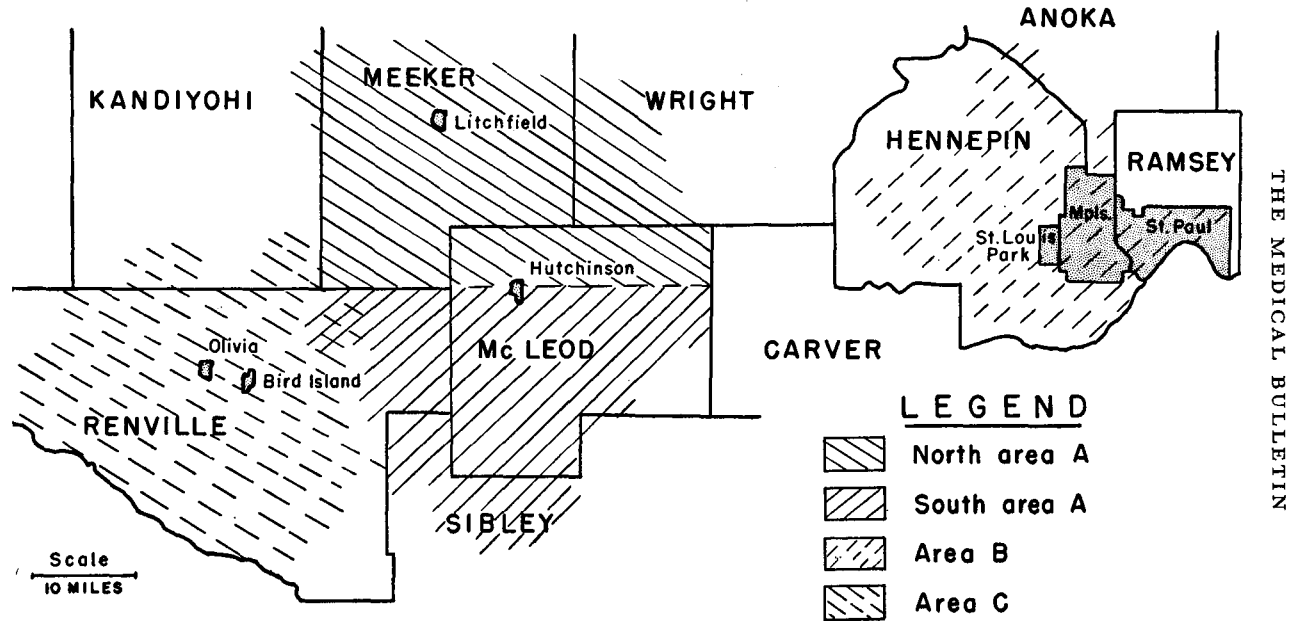 ANOKA
KANDIYOHI
MEEKER
Litchfield
WRIGHT
HENNEPIN
RAMSEY
Mpls.
St. Louis
Park
St. Paul
Hutchinson
Mc LEOD
CARVER
Olivia
Bird Island
RENVILLE
SIBLEY
Scale
10 MILES
LEGEND
North area A
South area A
Area B
Area C
THE MEDICAL BULLETIN